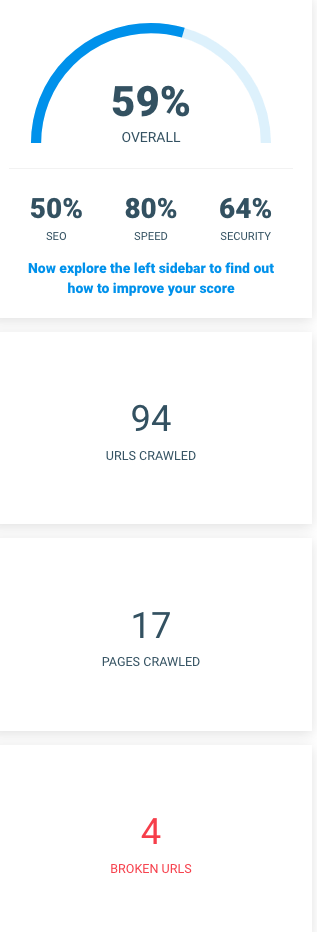 59%
OVERALL
50% 80% 64%
SEO SPEED SECURITY
Now explore the left sidebar to find out
how to improve your score
94
URLS CRAWLED
17
PAGES CRAWLED
4
BROKEN URLS